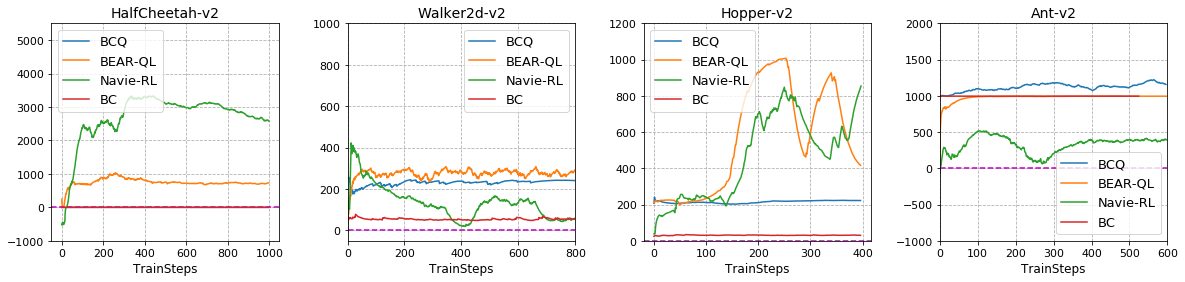 HalfCheetah-v2
5000
4000
3000
2000
1000
0
−1000
0
200
400
600
800
1000
TrainSteps
BCQ
BEAR-QL
Navie-RL
BC
Walker2d-v2
1000
800
600
400
200
0
0
200
400
600
800
TrainSteps
BCQ
BEAR-QL
Navie-RL
BC
Hopper-v2
1200
1000
800
600
400
200
0
0
100
200
300
400
TrainSteps
BCQ
BEAR-QL
Navie-RL
BC
Ant-v2
2000
1500
1000
500
0
−500
−1000
0
100
200
300
400
500
600
TrainSteps
BCQ
BEAR-QL
Navie-RL
BC